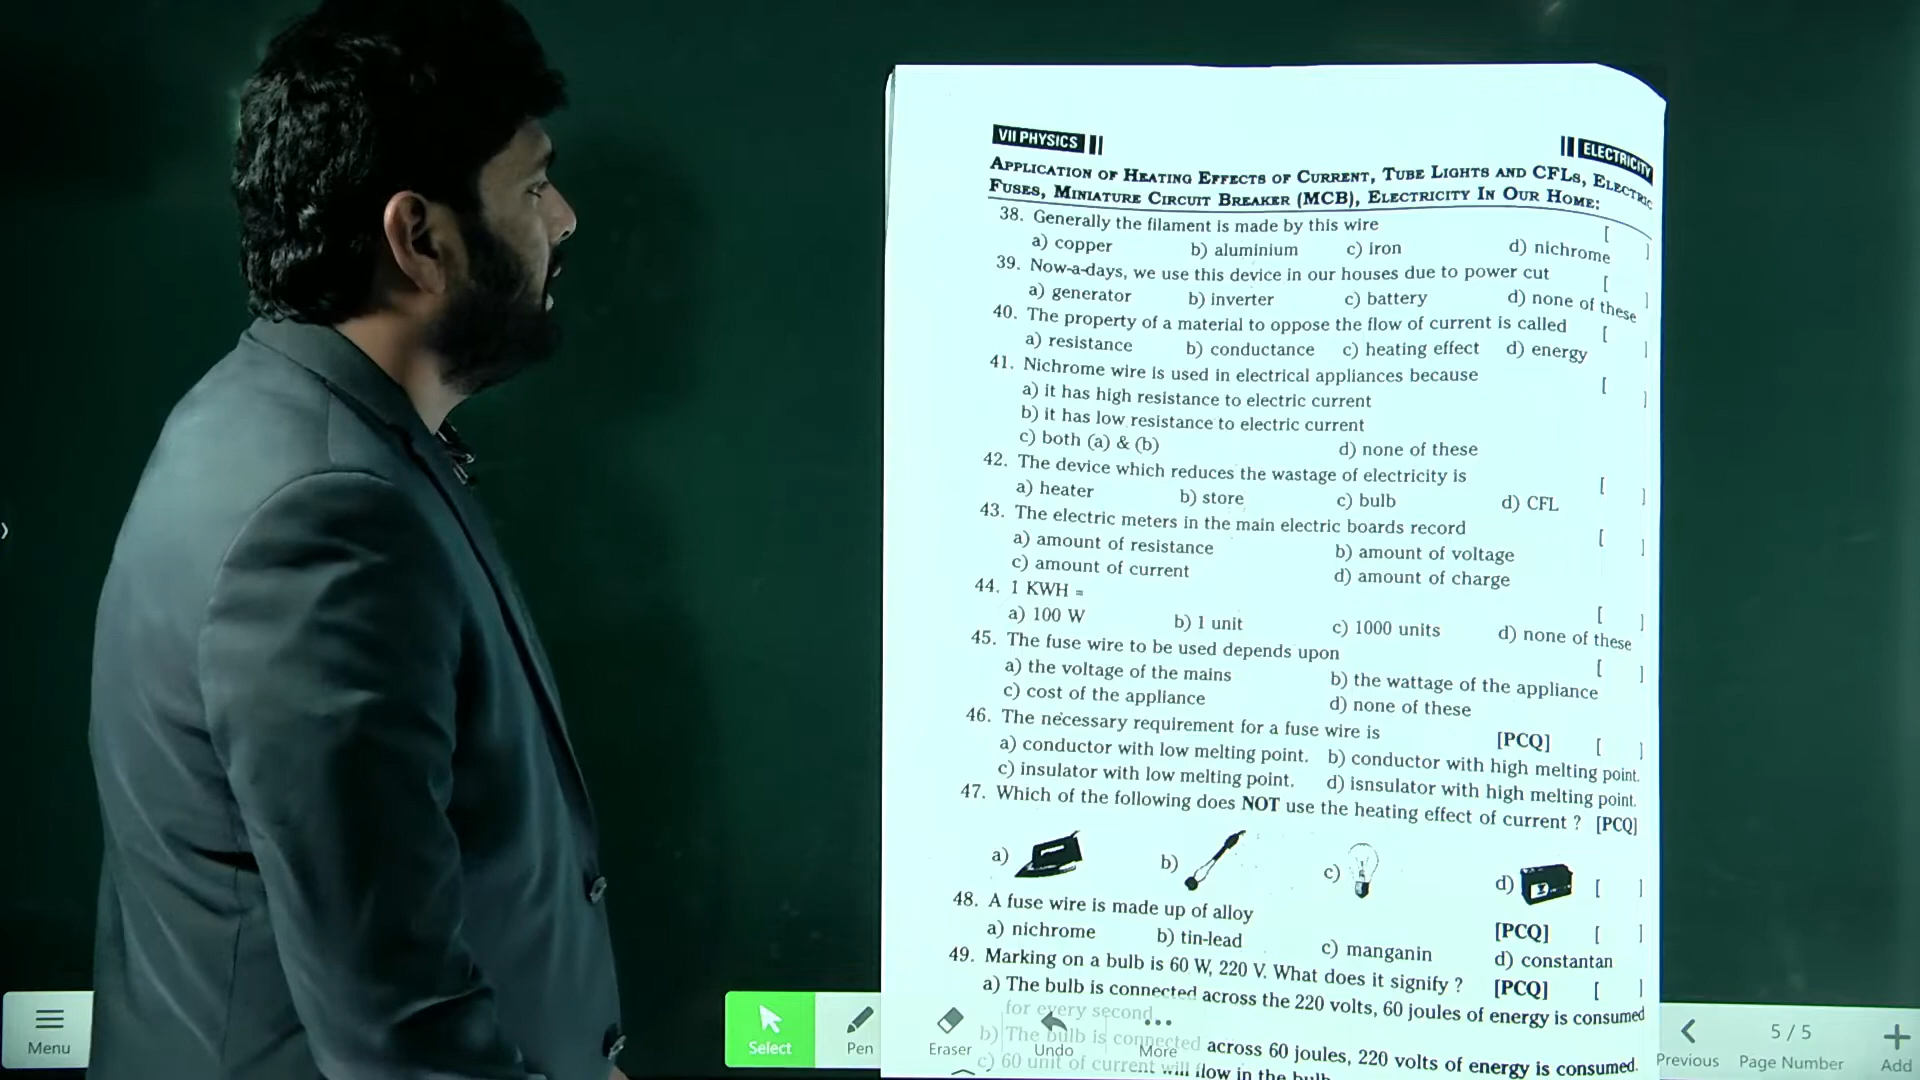 VII PHYSICS
ELECTRICITY
APPLICATION OF HEATING EFFECTS OF CURRENT, TUBE LIGHTS AND CFLS, ELECTRIC
FUSES, MINIATURE CIRCUIT BREAKER (MCB), ELECTRICITY IN OUR HOME:
38. Generally the filament is made by this wire [ ]
a) copper b) aluminium c) iron d) nichrome
39. Now-a-days, we use this device in our houses due to power cut [ ]
a) generator b) inverter c) battery d) none of these
40. The property of a material to oppose the flow of current is called [ ]
a) resistance b) conductance c) heating effect d) energy
41. Nichrome wire is used in electrical appliances because [ ]
a) it has high resistance to electric current
b) it has low resistance to electric current
c) both (a) & (b) d) none of these
42. The device which reduces the wastage of electricity is [ ]
a) heater b) store c) bulb d) CFL
43. The electric meters in the main electric boards record [ ]
a) amount of resistance b) amount of voltage
c) amount of current d) amount of charge
44. 1 KWH = [ ]
a) 100 W b) 1 unit c) 1000 units d) none of these
45. The fuse wire to be used depends upon [ ]
a) the voltage of the mains b) the wattage of the appliance
c) cost of the appliance d) none of these
46. The necessary requirement for a fuse wire is [PCQ] [ ]
a) conductor with low melting point. b) conductor with high melting point.
c) insulator with low melting point. d) isnsulator with high melting point.
47. Which of the following does NOT use the heating effect of current ? [PCQ]
a) b) c) d) [ ]
48. A fuse wire is made up of alloy [PCQ] [ ]
a) nichrome b) tin-lead c) manganin d) constantan
49. Marking on a bulb is 60 W, 220 V. What does it signify ? [PCQ] [ ]
a) The bulb is connected across the 220 volts, 60 joules of energy is consumed
for every second
b) The bulb is connected across 60 joules, 220 volts of energy is consumed.
c) 60 unit of current will flow in the bulb
Menu
Select
Pen
Eraser
Undo
More
Previous
5 / 5
Page Number
Add